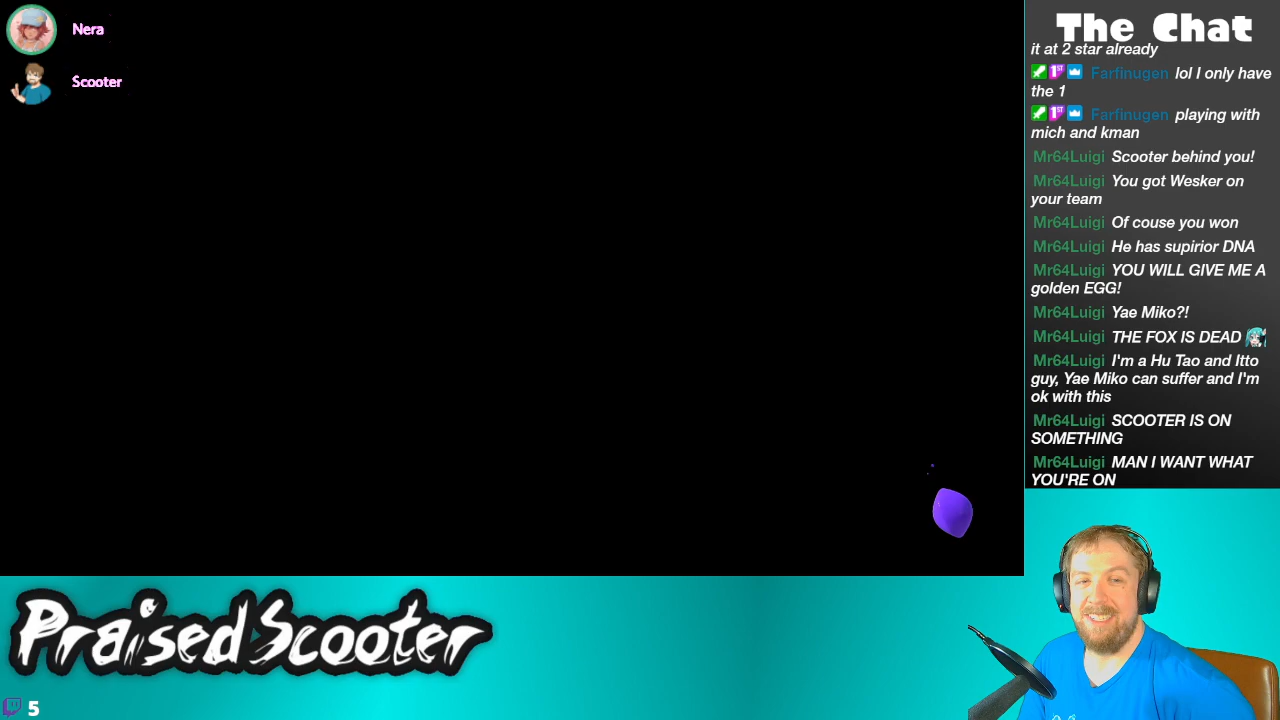 Nera
Scooter
The Chat
it at 2 star already
1ST Farfinugen lol I only have
the 1
1ST Farfinugen playing with
mich and kman
Mr64Luigi Scooter behind you!
Mr64Luigi You got Wesker on
your team
Mr64Luigi Of couse you won
Mr64Luigi He has supirior DNA
Mr64Luigi YOU WILL GIVE ME A
golden EGG!
Mr64Luigi Yae Miko?!
Mr64Luigi THE FOX IS DEAD
Mr64Luigi I'm a Hu Tao and Itto
guy, Yae Miko can suffer and I'm
ok with this
Mr64Luigi SCOOTER IS ON
SOMETHING
Mr64Luigi MAN I WANT WHAT
YOU'RE ON
PraisedScooter
5